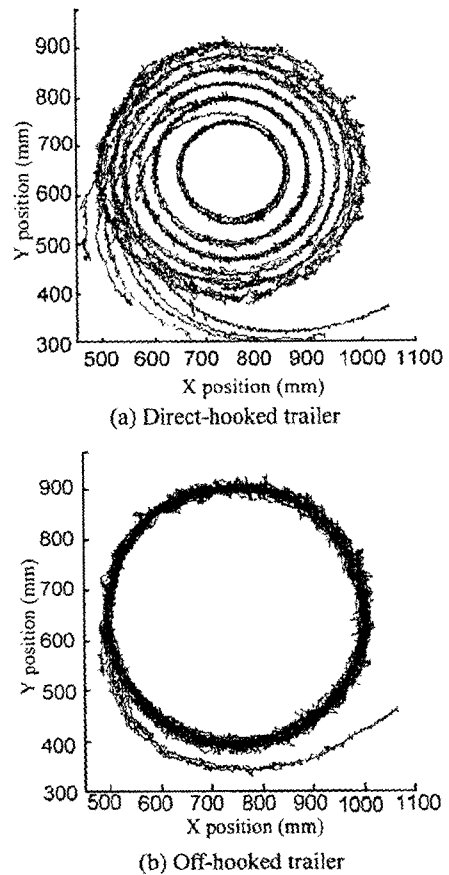 900
800
700
600
500
400
300
Y position (mm)
500 600 700 800 900 1000 1100
X position (mm)
(a) Direct-hooked trailer
900
800
700
600
500
400
300
Y position (mm)
500 600 700 800 900 1000 1100
X position (mm)
(b) Off-hooked trailer